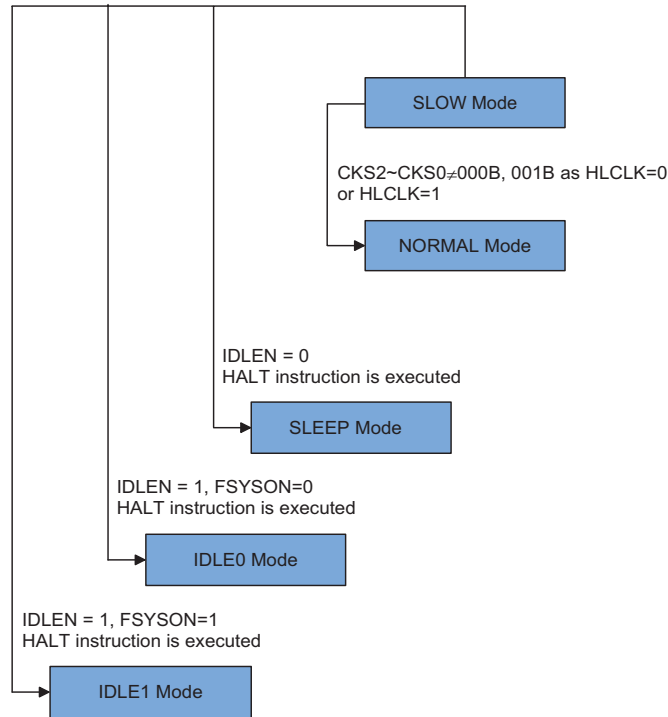 SLOW Mode
CKS2~CKS0≠000B, 001B as HLCLK=0
or HLCLK=1
NORMAL Mode
IDLEN = 0
HALT instruction is executed
SLEEP Mode
IDLEN = 1, FSYSON=0
HALT instruction is executed
IDLE0 Mode
IDLEN = 1, FSYSON=1
HALT instruction is executed
IDLE1 Mode